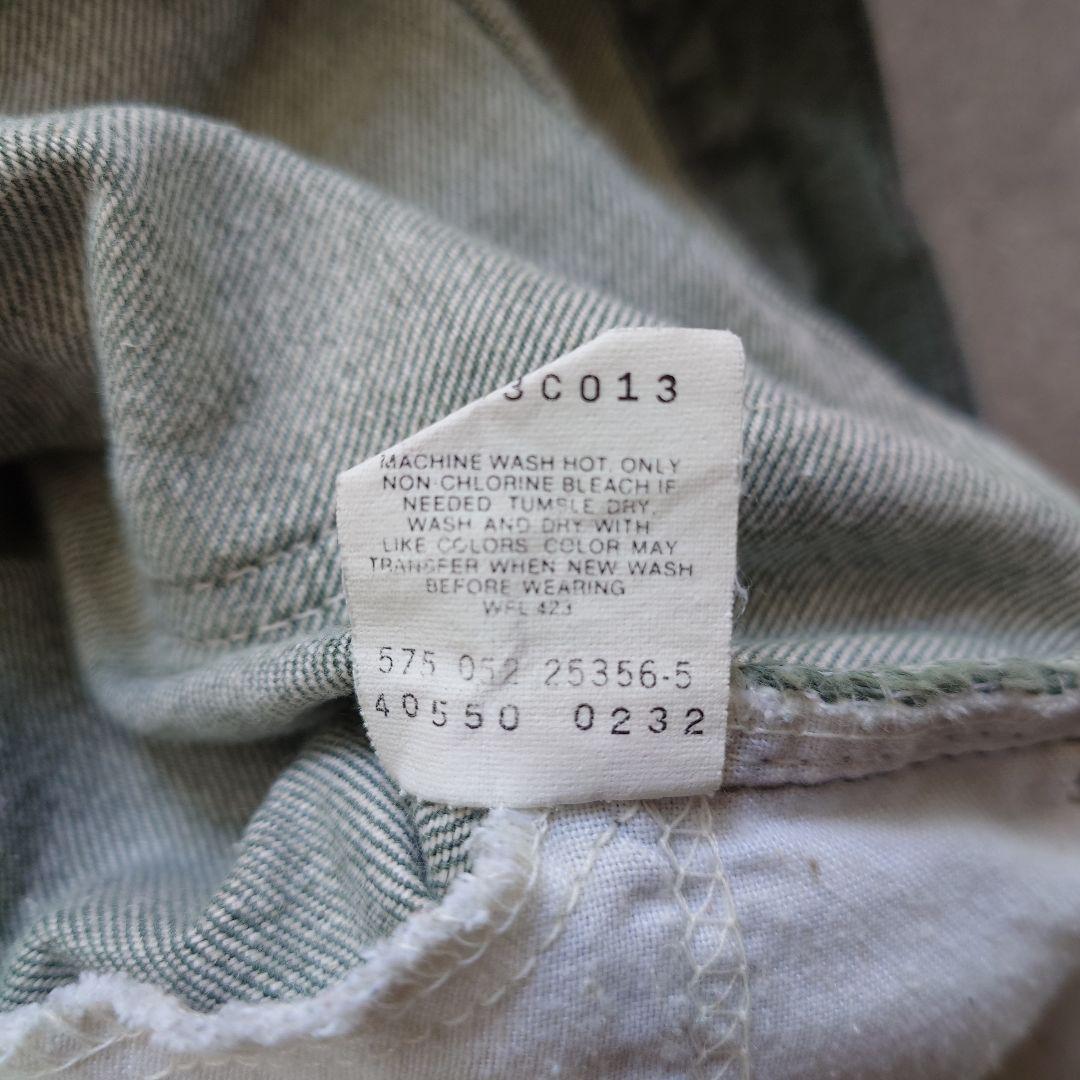 3C013
MACHINE WASH HOT, ONLY
NON-CHLORINE BLEACH IF
NEEDED. TUMBLE DRY,
WASH AND DRY WITH
LIKE COLORS. COLOR MAY
TRANSFER WHEN NEW WASH
BEFORE WEARING
WPL 423
575 052 25356-5
40550 0232